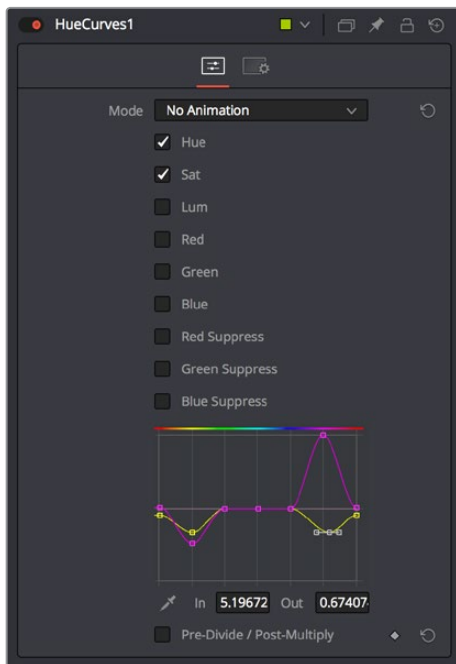 HueCurves1
Mode No Animation
Hue
Sat
Lum
Red
Green
Blue
Red Suppress
Green Suppress
Blue Suppress
In 5.19672 Out 0.67407
Pre-Divide / Post-Multiply